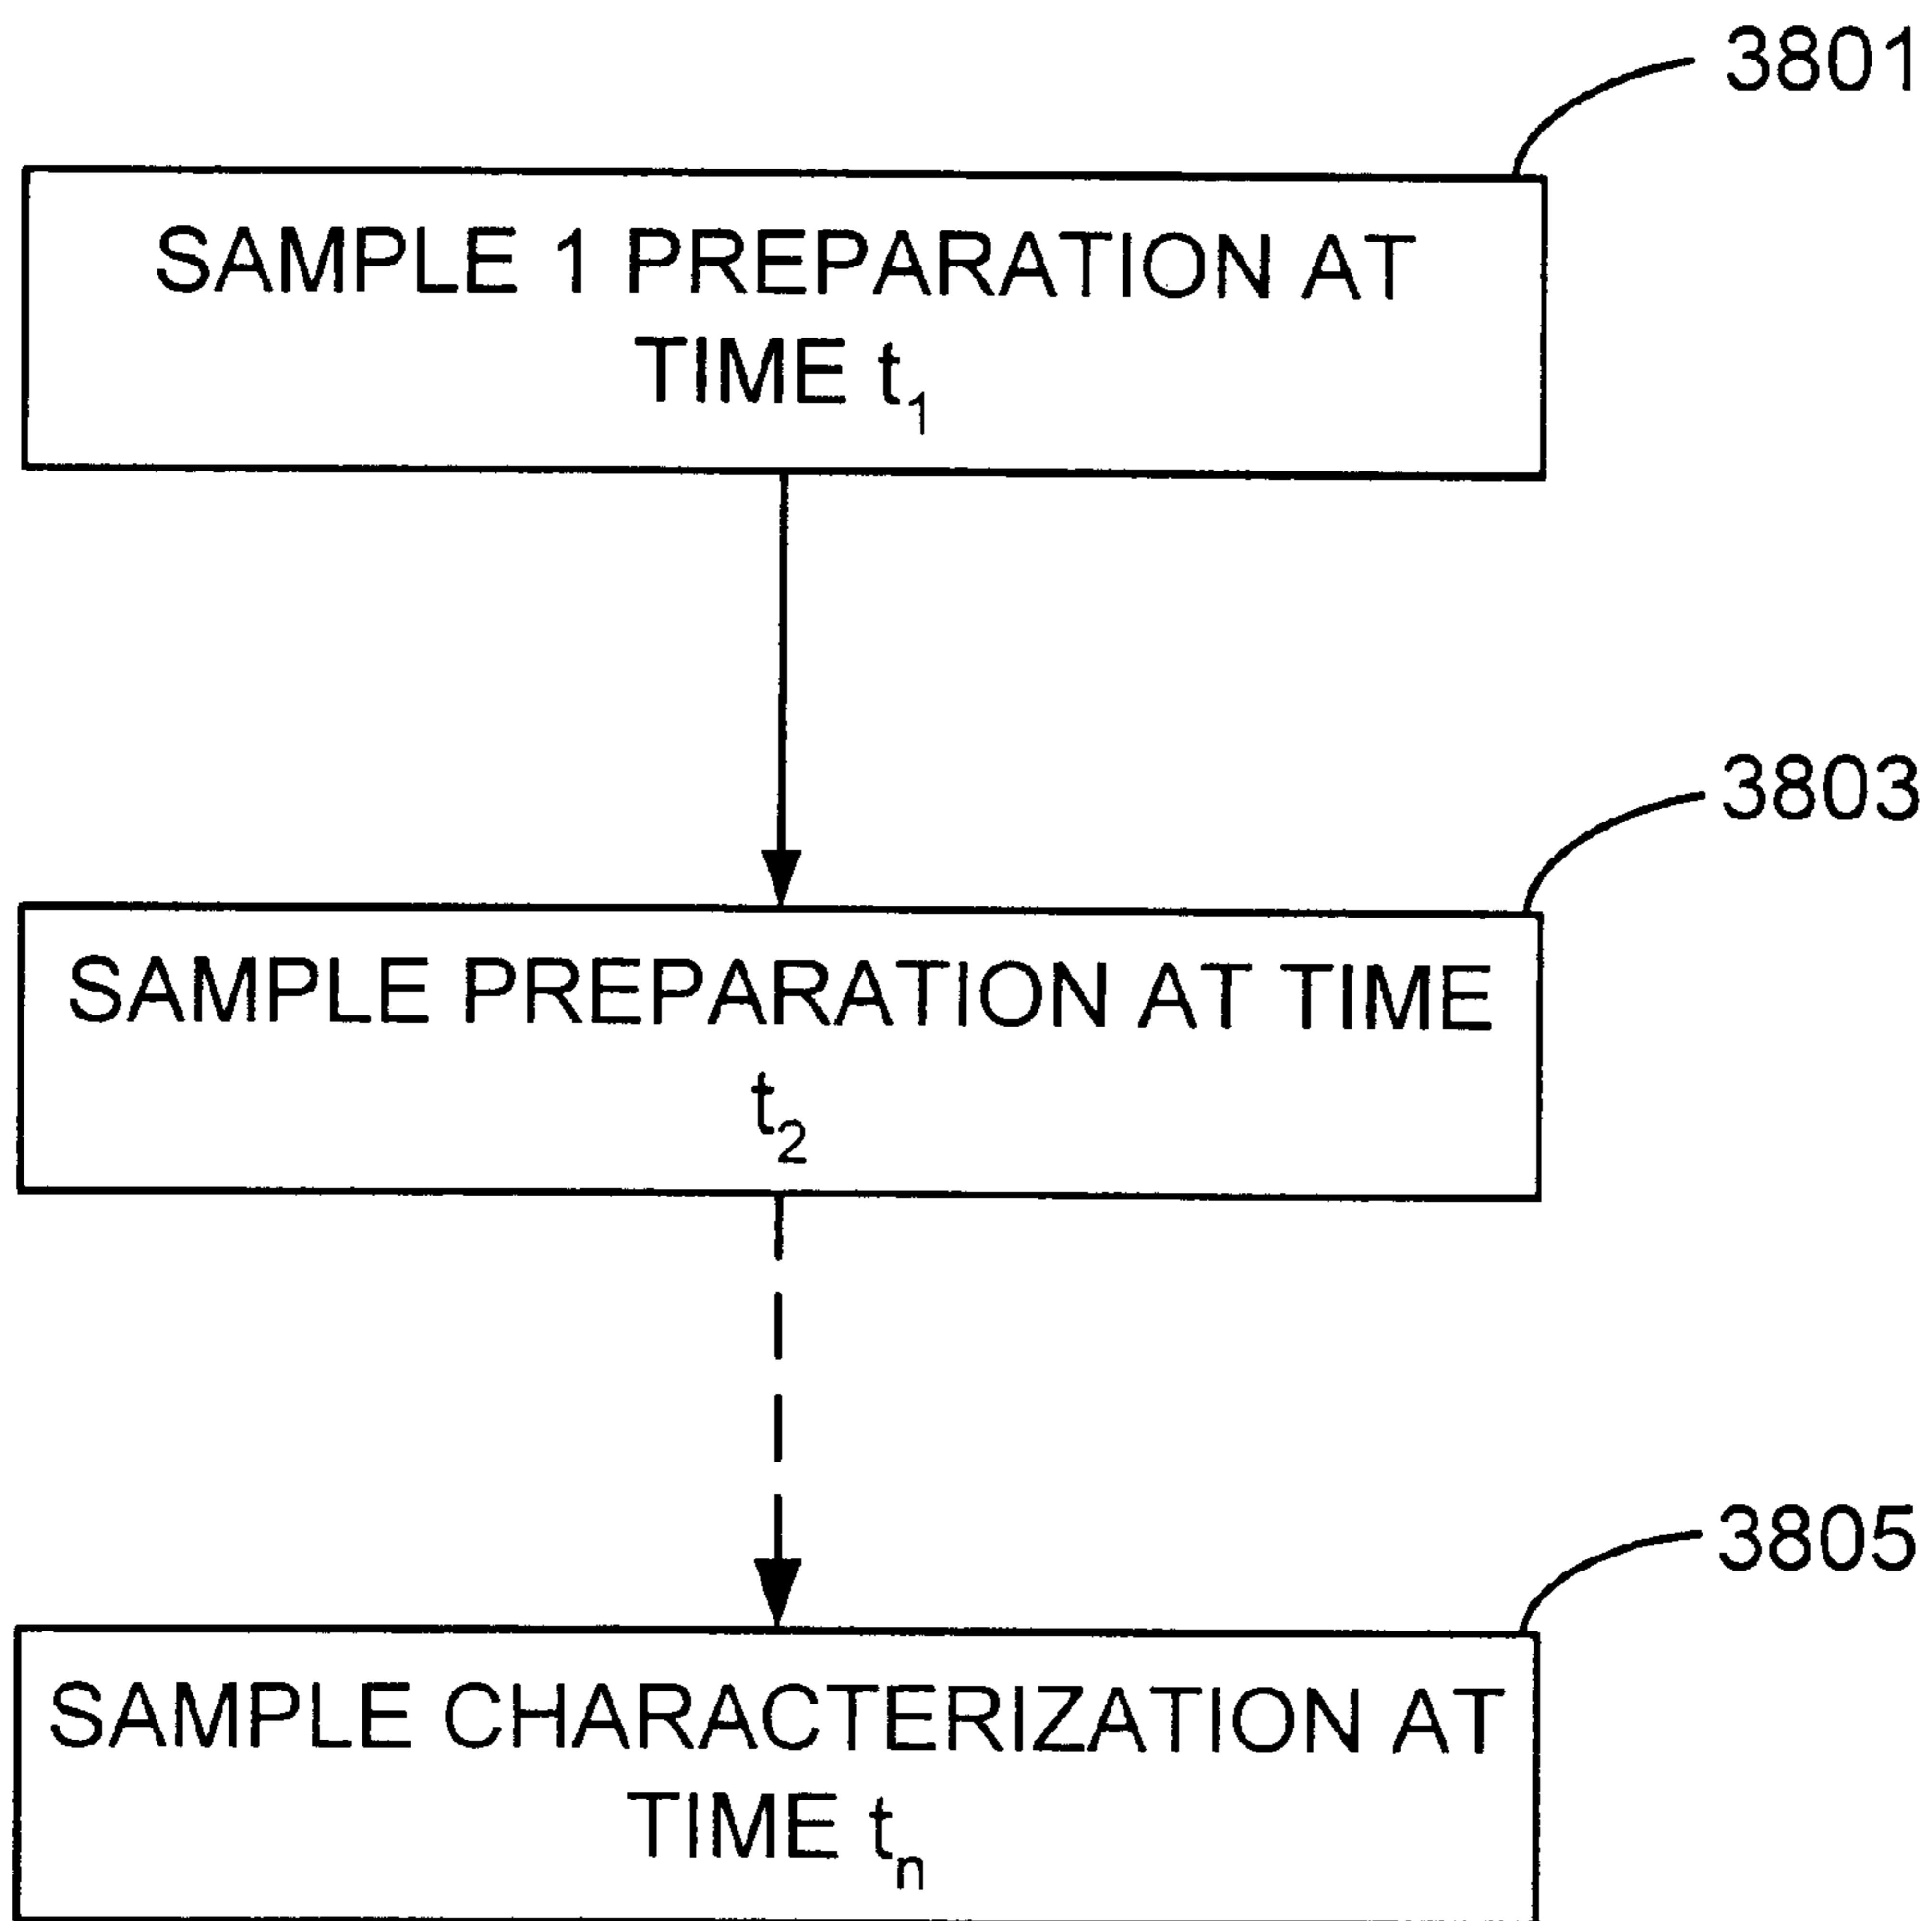 3801
SAMPLE 1 PREPARATION AT
TIME t₁
3803
SAMPLE PREPARATION AT TIME
t₂
3805
SAMPLE CHARACTERIZATION AT
TIME tₙ